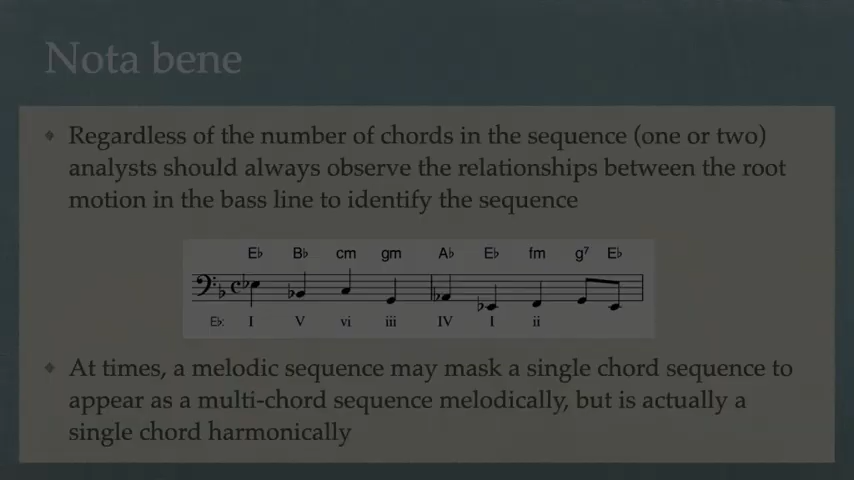 Nota bene
Regardless of the number of chords in the sequence (one or two)
analysts should always observe the relationships between the root
motion in the bass line to identify the sequence
E♭ B♭ cm gm A♭ E♭ fm g7 E♭
E♭: I V vi iii IV I ii
At times, a melodic sequence may mask a single chord sequence to
appear as a multi-chord sequence melodically, but is actually a
single chord harmonically